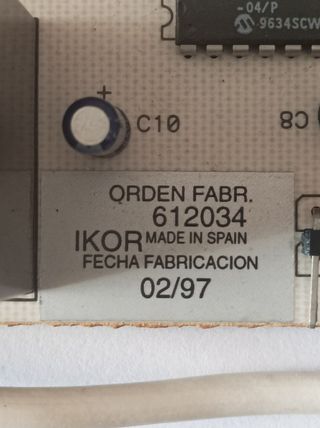 -04/P
9634SCW
+
C10
C8
ORDEN FABR.
612034
IKOR MADE IN SPAIN
FECHA FABRICACION
02/97